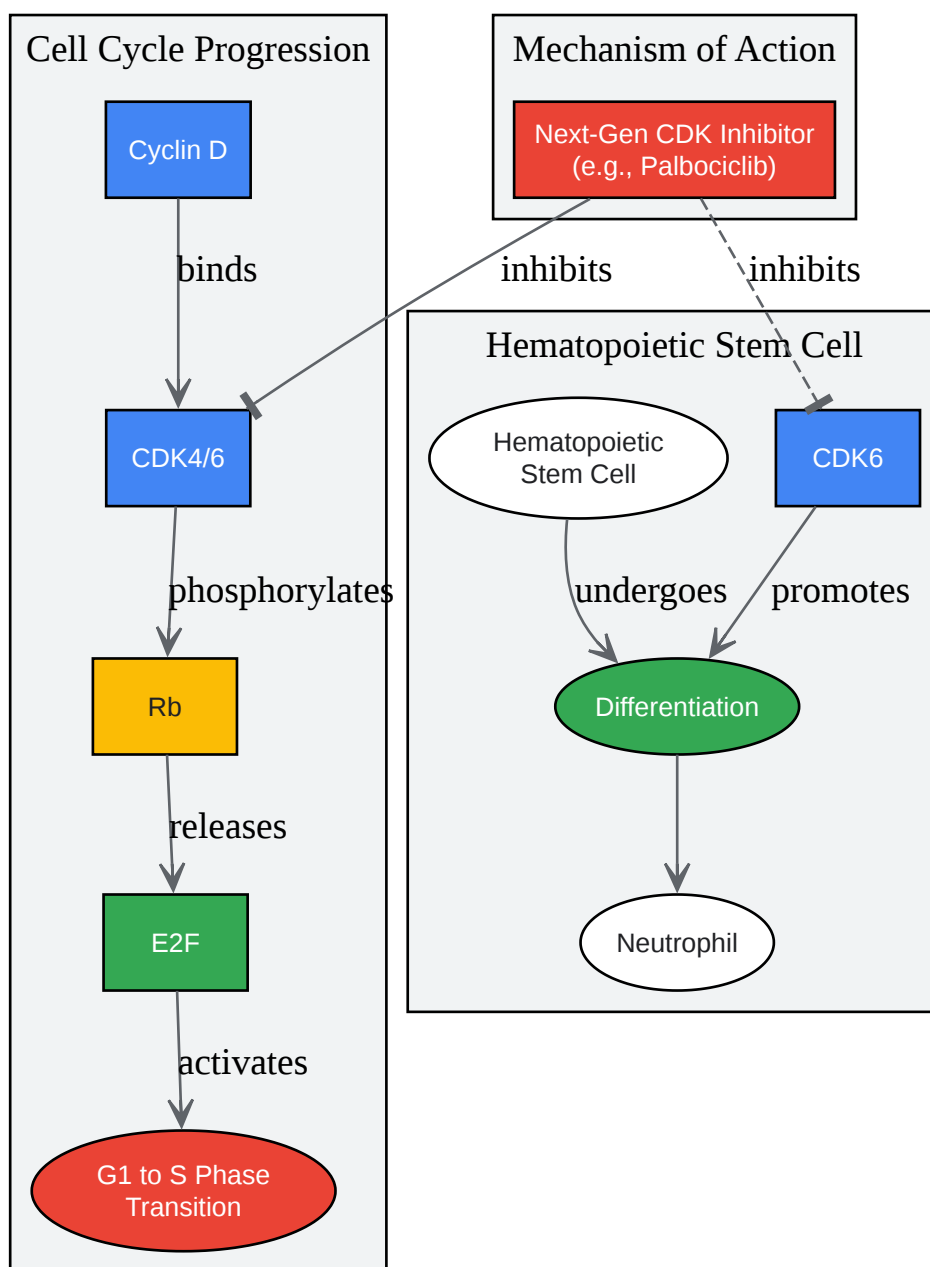 Cell Cycle Progression
Cyclin D
binds
CDK4/6
phosphorylates
Rb
releases
E2F
activates
G1 to S Phase
Transition
Mechanism of Action
Next-Gen CDK Inhibitor
(e.g., Palbociclib)
inhibits
inhibits
Hematopoietic Stem Cell
Hematopoietic
Stem Cell
CDK6
undergoes
promotes
Differentiation
Neutrophil